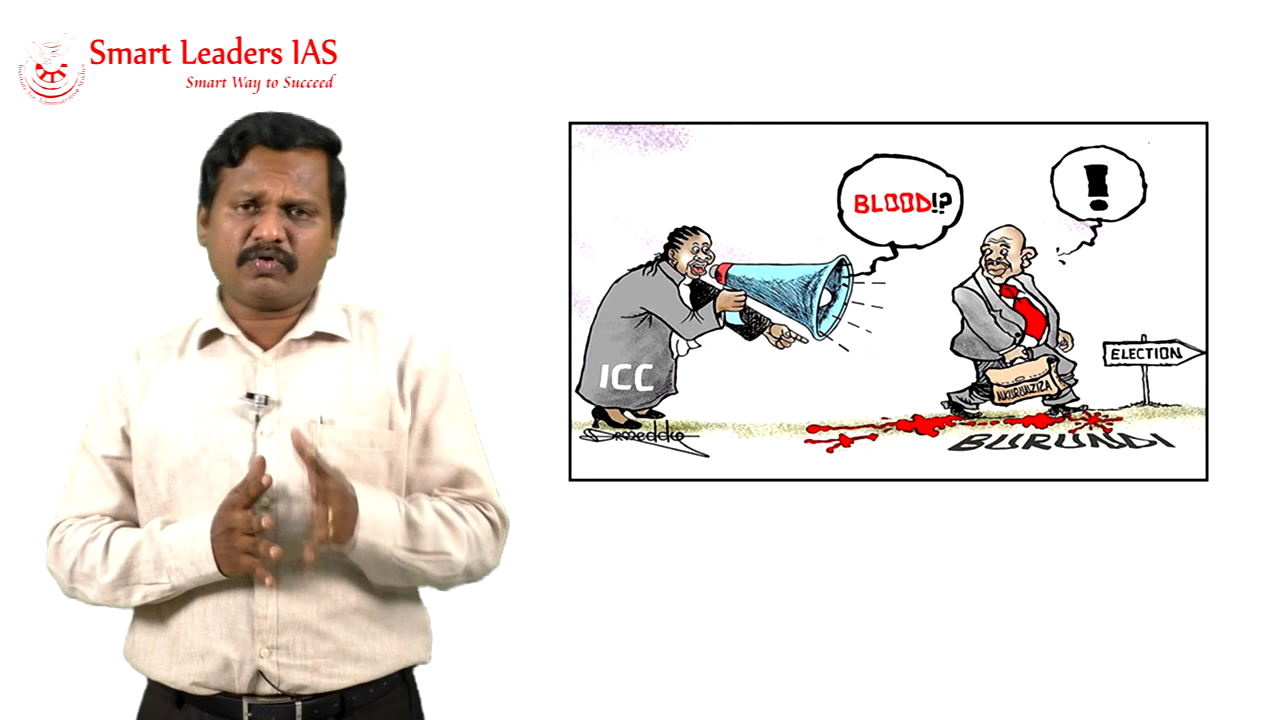 Smart Leaders IAS
Smart Way to Succeed
BLOOD!?
!
ICC
NKURUNZIZA
ELECTION
BURUNDI